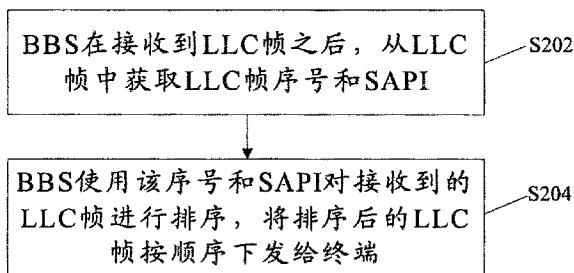 BBS在接收到LLC帧之后，从LLC
帧中获取LLC帧序号和SAPI
S202
BBS使用该序号和SAPI对接收到的
LLC帧进行排序，将排序后的LLC
帧按顺序下发给终端
S204